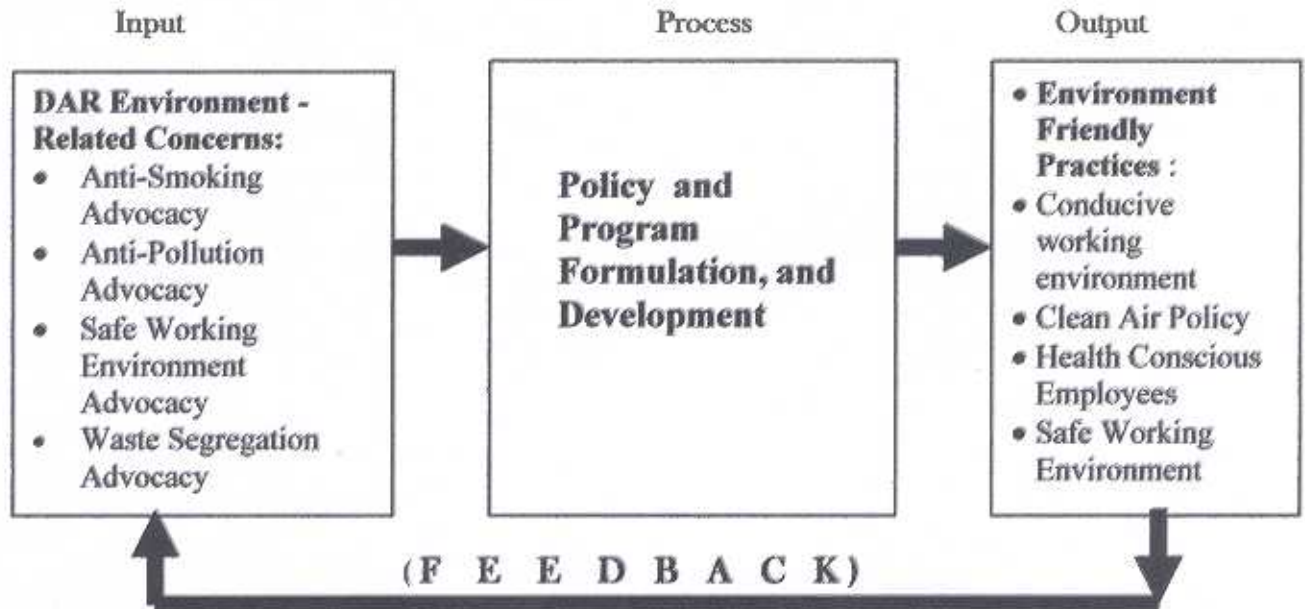 Input
Process
Output
DAR Environment -
Related Concerns:
• Anti-Smoking
Advocacy
• Anti-Pollution
Advocacy
• Safe Working
Environment
Advocacy
• Waste Segregation
Advocacy
Policy and
Program
Formulation, and
Development
• Environment
Friendly
Practices :
• Conducive
working
environment
• Clean Air Policy
• Health Conscious
Employees
• Safe Working
Environment
(F E E D B A C K)